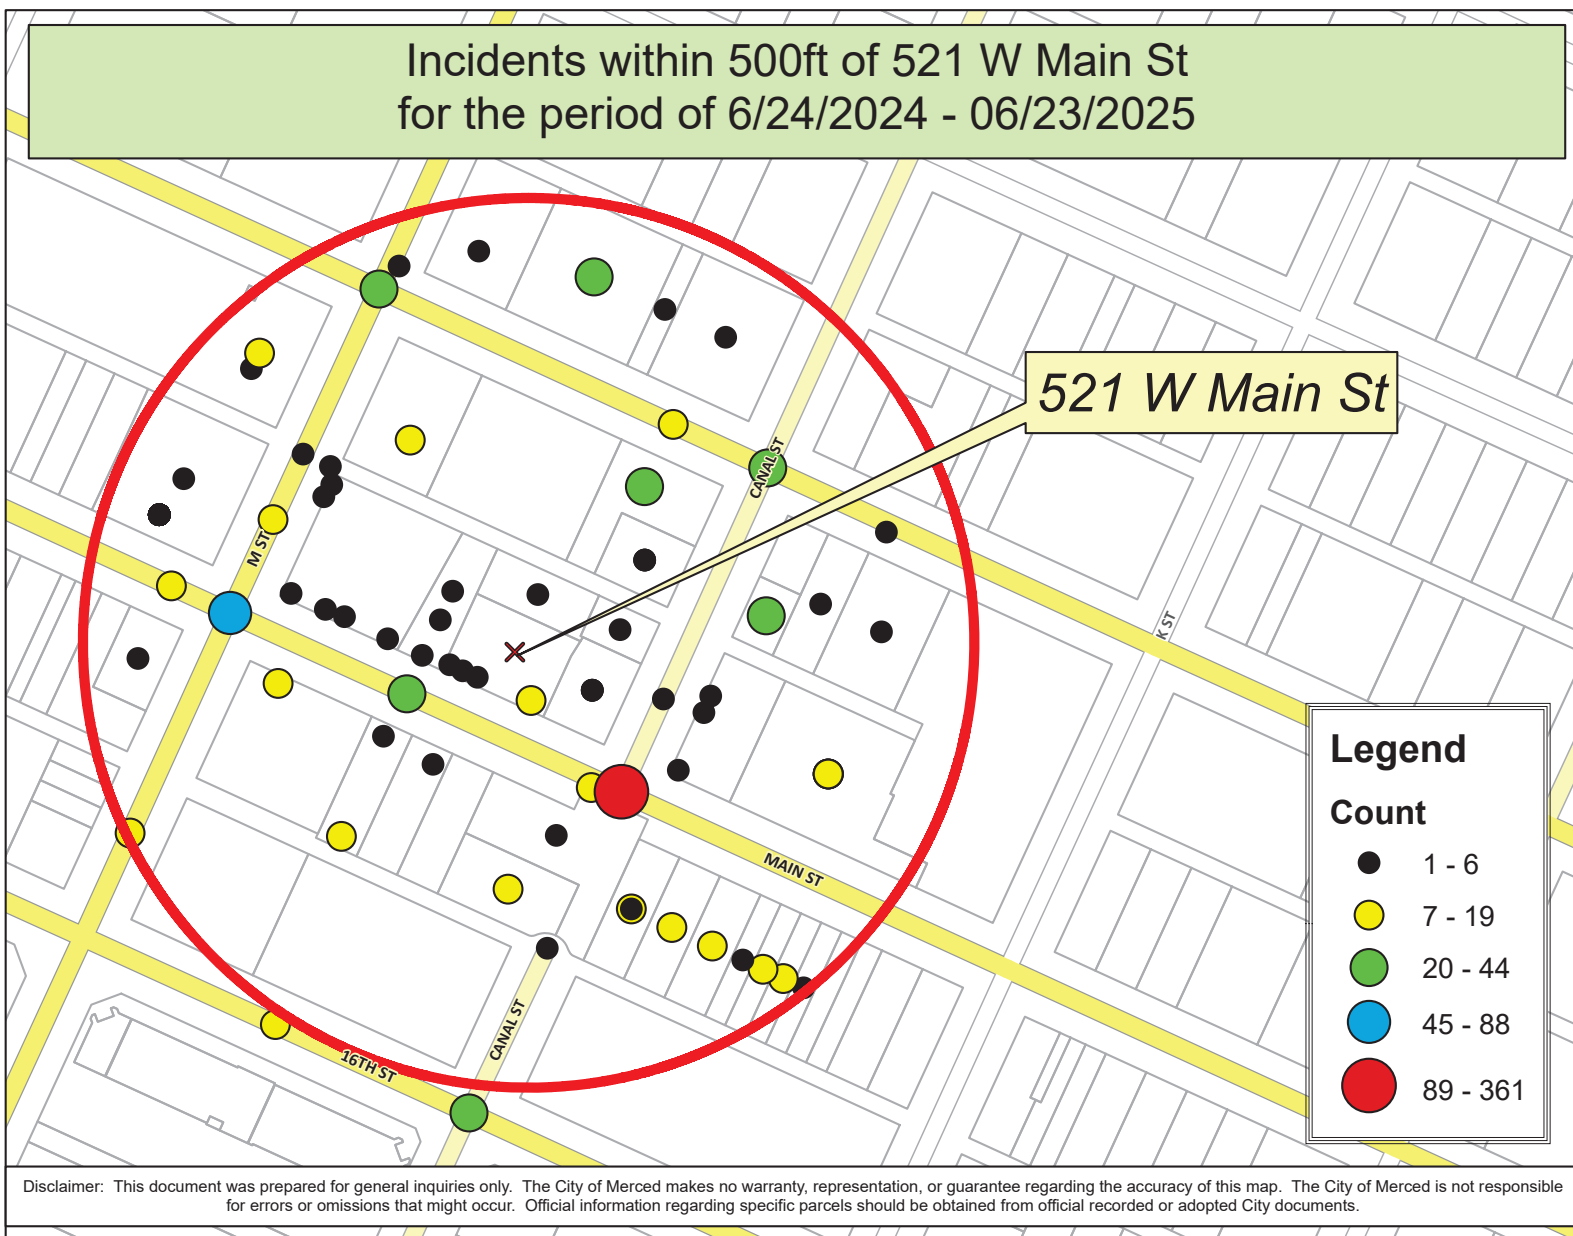 Incidents within 500ft of 521 W Main St
for the period of 6/24/2024 - 06/23/2025
521 W Main St
CANAL ST
M ST
K ST
MAIN ST
CANAL ST
16TH ST
Legend
Count
1 - 6
7 - 19
20 - 44
45 - 88
89 - 361
Disclaimer: This document was prepared for general inquiries only. The City of Merced makes no warranty, representation, or guarantee regarding the accuracy of this map. The City of Merced is not responsible
for errors or omissions that might occur. Official information regarding specific parcels should be obtained from official recorded or adopted City documents.